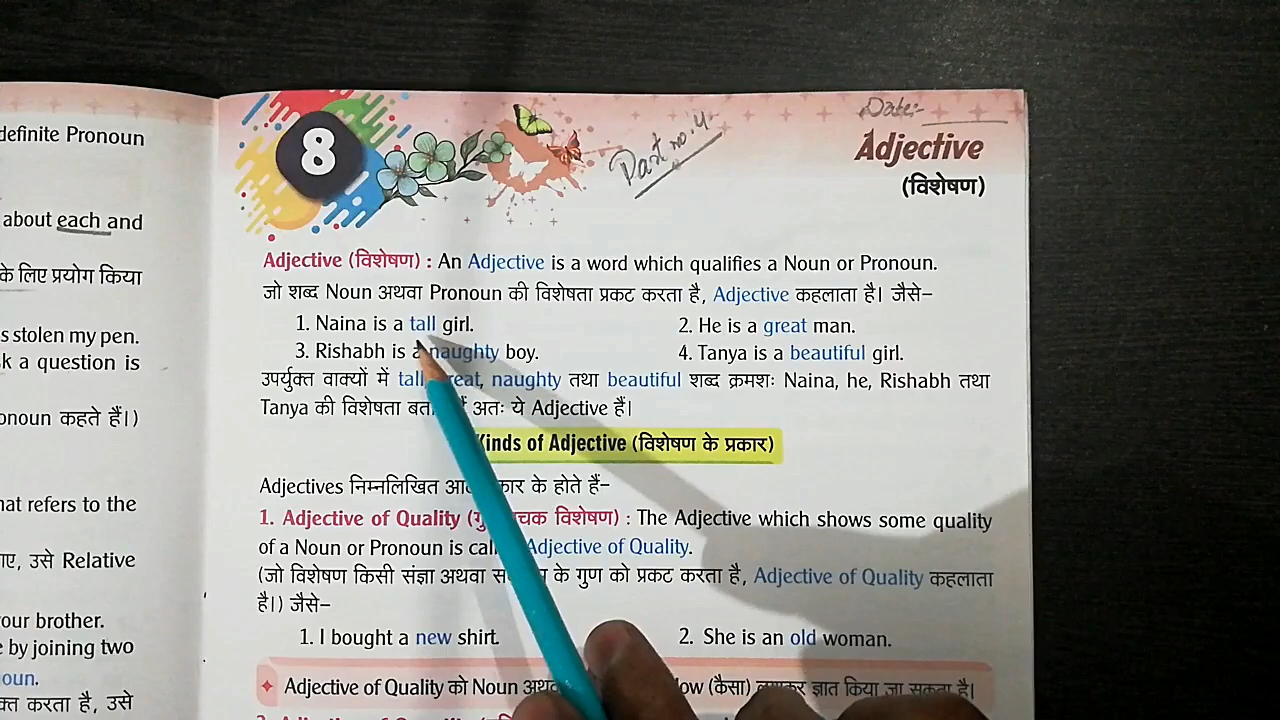 definite Pronoun
about each and
के लिए प्रयोग किया
s stolen my pen.
k a question is
onoun कहते हैं।)
hat refers to the
ाए, उसे Relative
our brother.
e by joining two
oun.
क्त करता है, उसे
8
Part no. 4
Date:-
Adjective
(विशेषण)
Adjective (विशेषण) : An Adjective is a word which qualifies a Noun or Pronoun.
जो शब्द Noun अथवा Pronoun की विशेषता प्रकट करता है, Adjective कहलाता है। जैसे–
1. Naina is a tall girl. 2. He is a great man.
3. Rishabh is a naughty boy. 4. Tanya is a beautiful girl.
उपर्युक्त वाक्यों में tall, great, naughty तथा beautiful शब्द क्रमशः Naina, he, Rishabh तथा
Tanya की विशेषता अतः ये Adjective हैं।
Kinds of Adjective (विशेषण के प्रकार)
Adjectives निम्नलिखित के होते हैं–
1. Adjective of Quality (गुणवाचक विशेषण) : The Adjective which shows some quality
of a Noun or Pronoun is Adjective of Quality.
(जो विशेषण किसी संज्ञा अथवा के गुण को प्रकट करता है, Adjective of Quality कहलाता
है।) जैसे–
1. I bought a new shirt. 2. She is an old woman.
Adjective of Quality को Noun (कैसा) लगाकर ज्ञात किया जा सकता है।